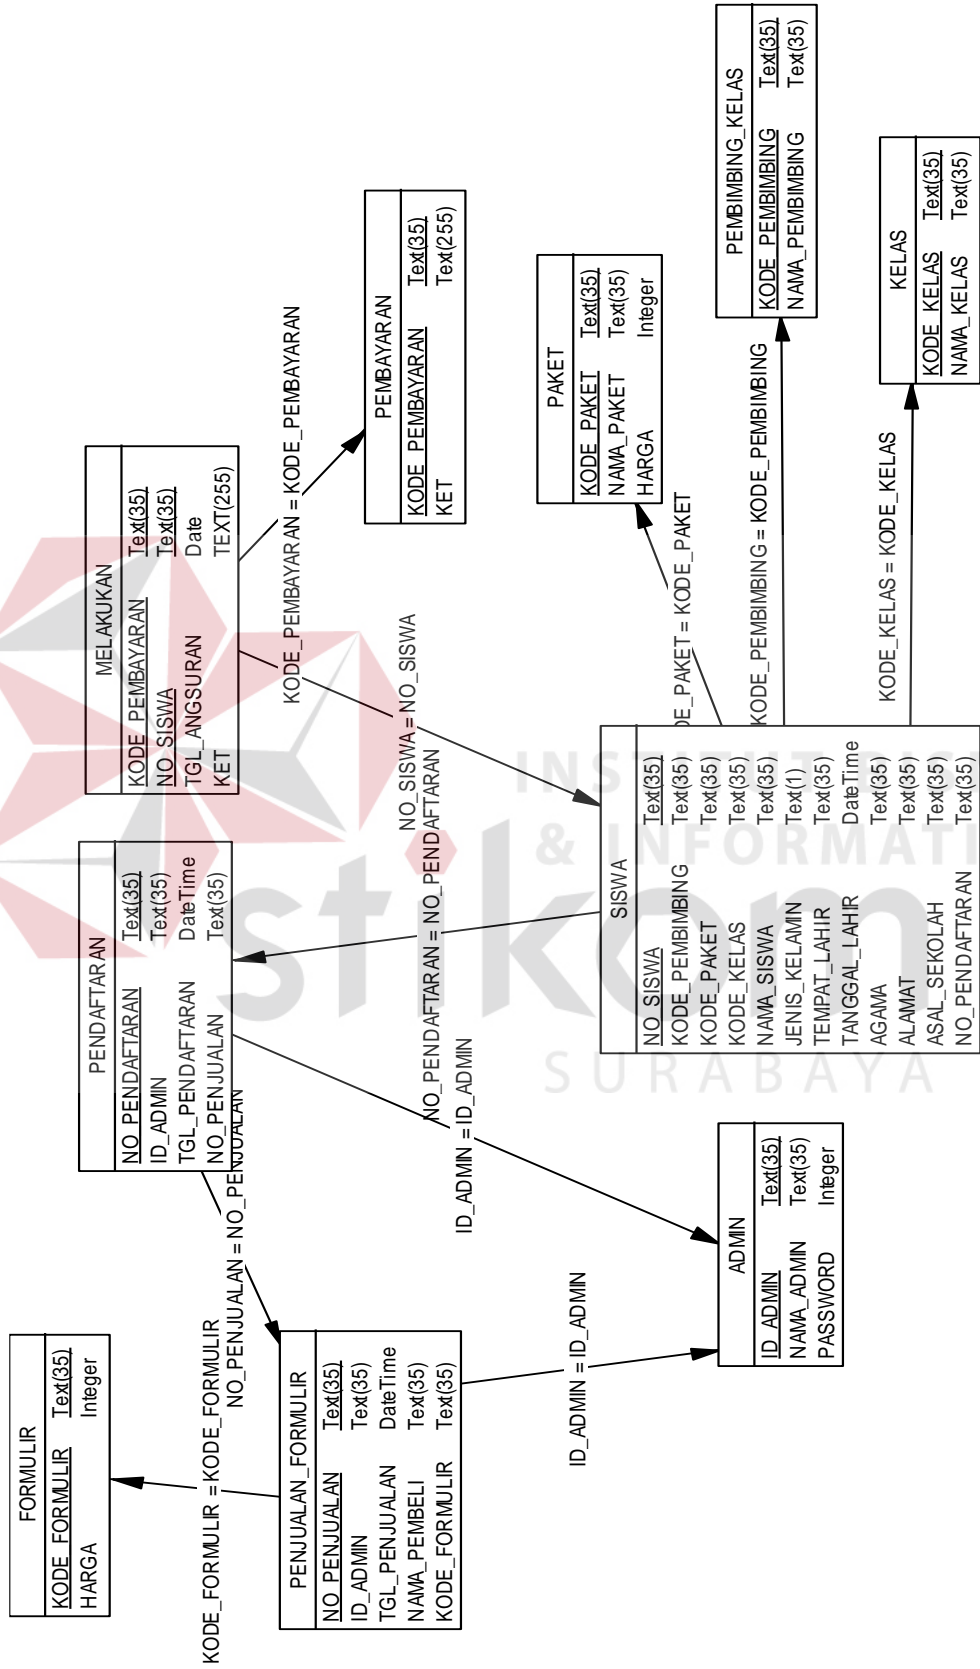 FORMULIR
KODE_FORMULIR Text(35)
HARGA Integer
PENDAFTARAN
NO_PENDAFTARAN Text(35)
ID_ADMIN Text(35)
TGL_PENDAFTARAN DateTime
NO_PENJUALAN Text(35)
MELAKUKAN
KODE_PEMBAYARAN Text(35)
NO_SISWA Text(35)
TGL_ANGSURAN Date
KET TEXT(255)
KODE_FORMULIR = KODE_FORMULIR
NO_PENJUALAN = NO_PENJUALAN
KODE_PEMBAYARAN = KODE_PEMBAYARAN
PENJUALAN_FORMULIR
NO_PENJUALAN Text(35)
ID_ADMIN Text(35)
TGL_PENJUALAN DateTime
NAMA_PEMBELI Text(35)
KODE_FORMULIR Text(35)
PEMBAYARAN
KODE_PEMBAYARAN Text(35)
KET Text(255)
NO_SISWA = NO_SISWA
NO_PENDAFTARAN = NO_PENDAFTARAN
ID_ADMIN = ID_ADMIN
ID_ADMIN = ID_ADMIN
PAKET
KODE_PAKET Text(35)
NAMA_PAKET Text(35)
HARGA Integer
SISWA
NO_SISWA Text(35)
KODE_PEMBIMBING Text(35)
KODE_PAKET Text(35)
KODE_KELAS Text(35)
NAMA_SISWA Text(35)
JENIS_KELAMIN Text(1)
TEMPAT_LAHIR Text(35)
TANGGAL_LAHIR DateTime
AGAMA Text(35)
ALAMAT Text(35)
ASAL_SEKOLAH Text(35)
NO_PENDAFTARAN Text(35)
DE_PAKET = KODE_PAKET
KODE_PEMBIMBING = KODE_PEMBIMBING
KODE_KELAS = KODE_KELAS
ADMIN
ID_ADMIN Text(35)
NAMA_ADMIN Text(35)
PASSWORD Integer
PEMBIMBING_KELAS
KODE_PEMBIMBING Text(35)
NAMA_PEMBIMBING Text(35)
KELAS
KODE_KELAS Text(35)
NAMA_KELAS Text(35)
INSTITUT BIS
& INFORMATI
stikom
SURABAYA